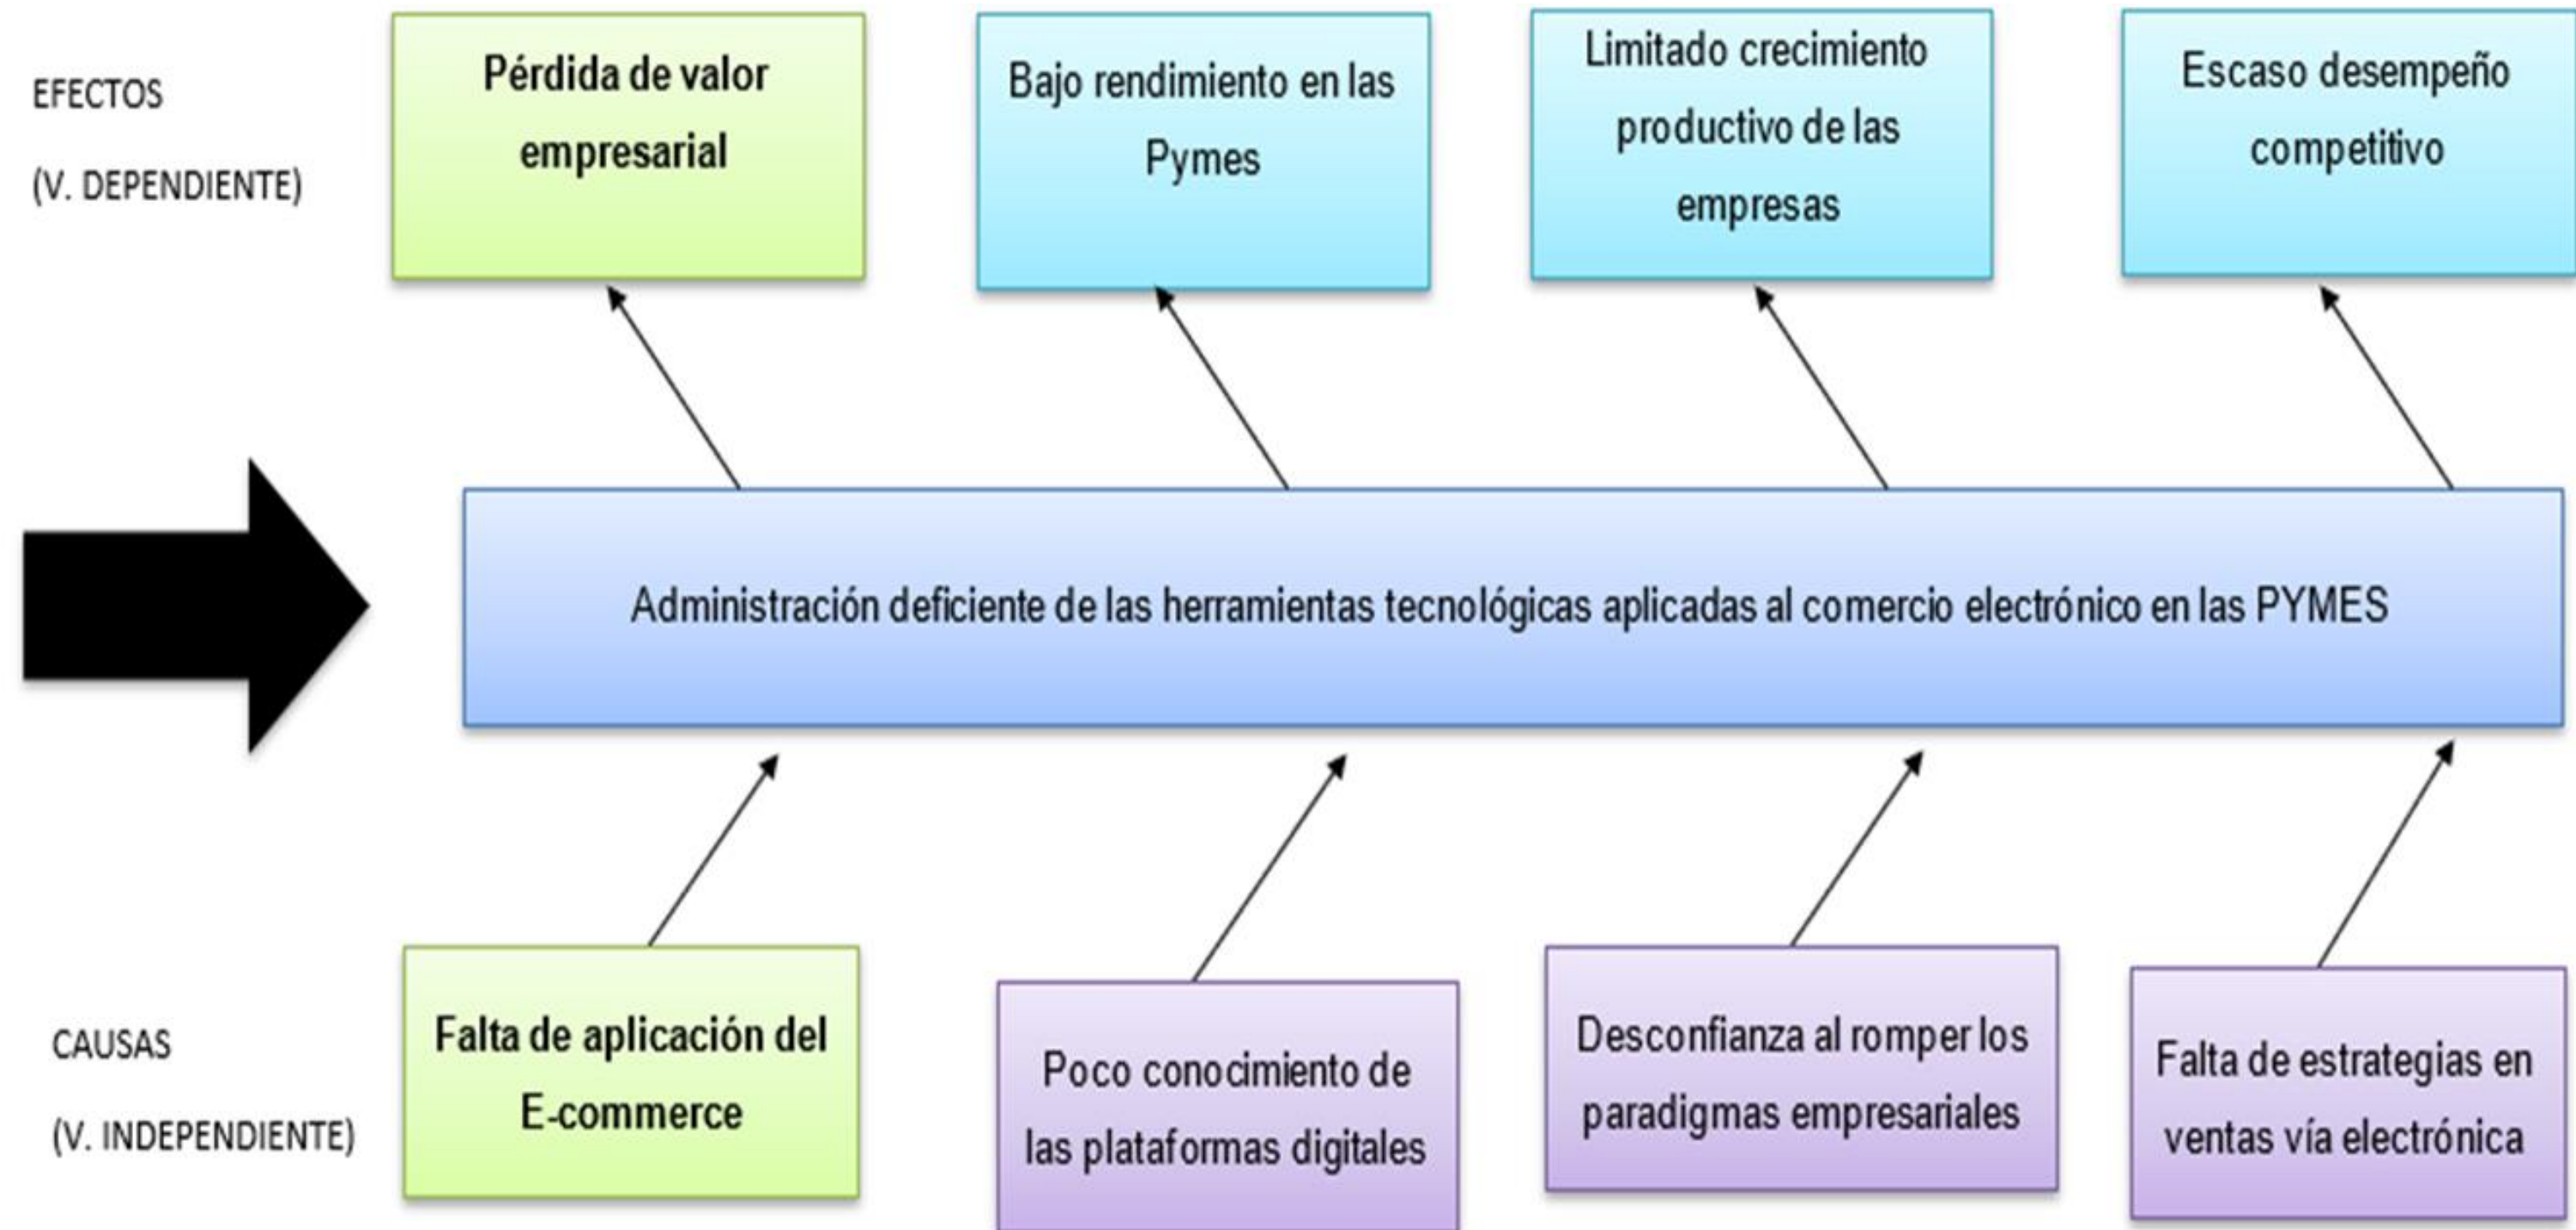 EFECTOS
(V. DEPENDIENTE)
Pérdida de valor
empresarial
Bajo rendimiento en las
Pymes
Limitado crecimiento
productivo de las
empresas
Escaso desempeño
competitivo
Administración deficiente de las herramientas tecnológicas aplicadas al comercio electrónico en las PYMES
CAUSAS
(V. INDEPENDIENTE)
Falta de aplicación del
E-commerce
Poco conocimiento de
las plataformas digitales
Desconfianza al romper los
paradigmas empresariales
Falta de estrategias en
ventas vía electrónica